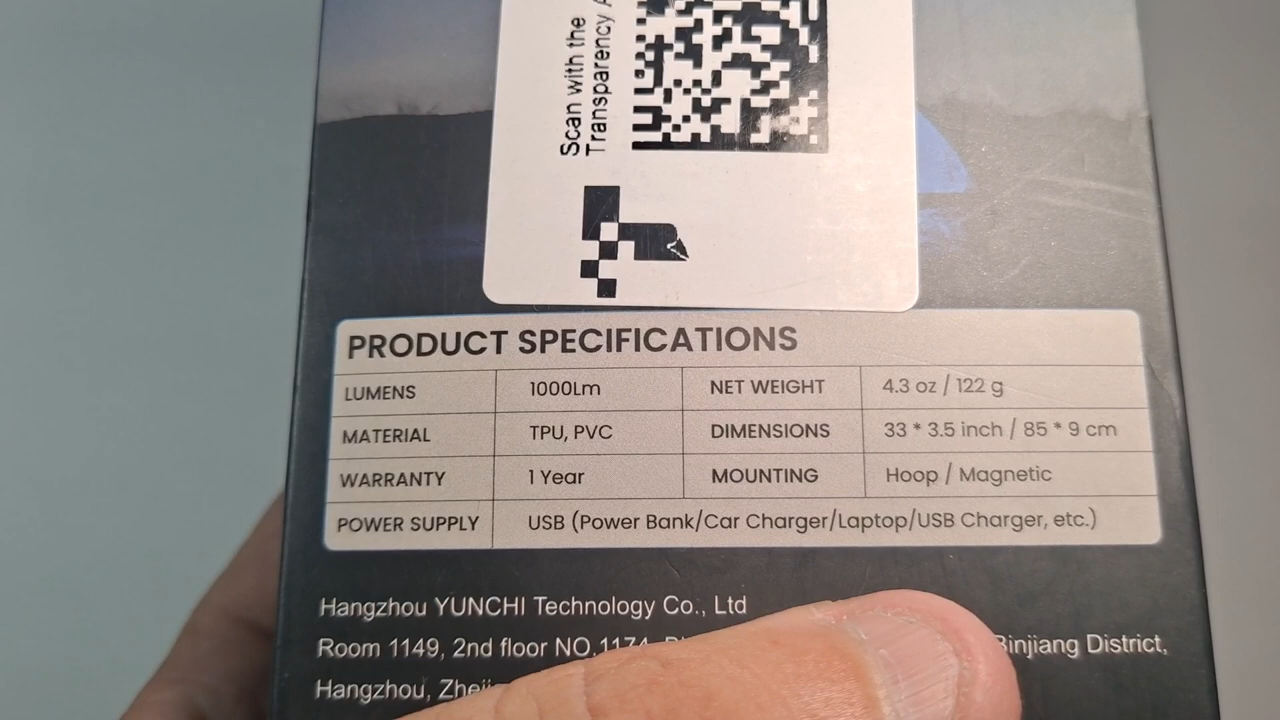 Scan with the
Transparency
PRODUCT SPECIFICATIONS
LUMENS 1000Lm NET WEIGHT 4.3 oz / 122 g
MATERIAL TPU, PVC DIMENSIONS 33 * 3.5 inch / 85 * 9 cm
WARRANTY 1 Year MOUNTING Hoop / Magnetic
POWER SUPPLY USB (Power Bank/Car Charger/Laptop/USB Charger, etc.)
Hangzhou YUNCHI Technology Co., Ltd
Room 1149, 2nd floor NO.1174, Binjiang District,
Hangzhou,